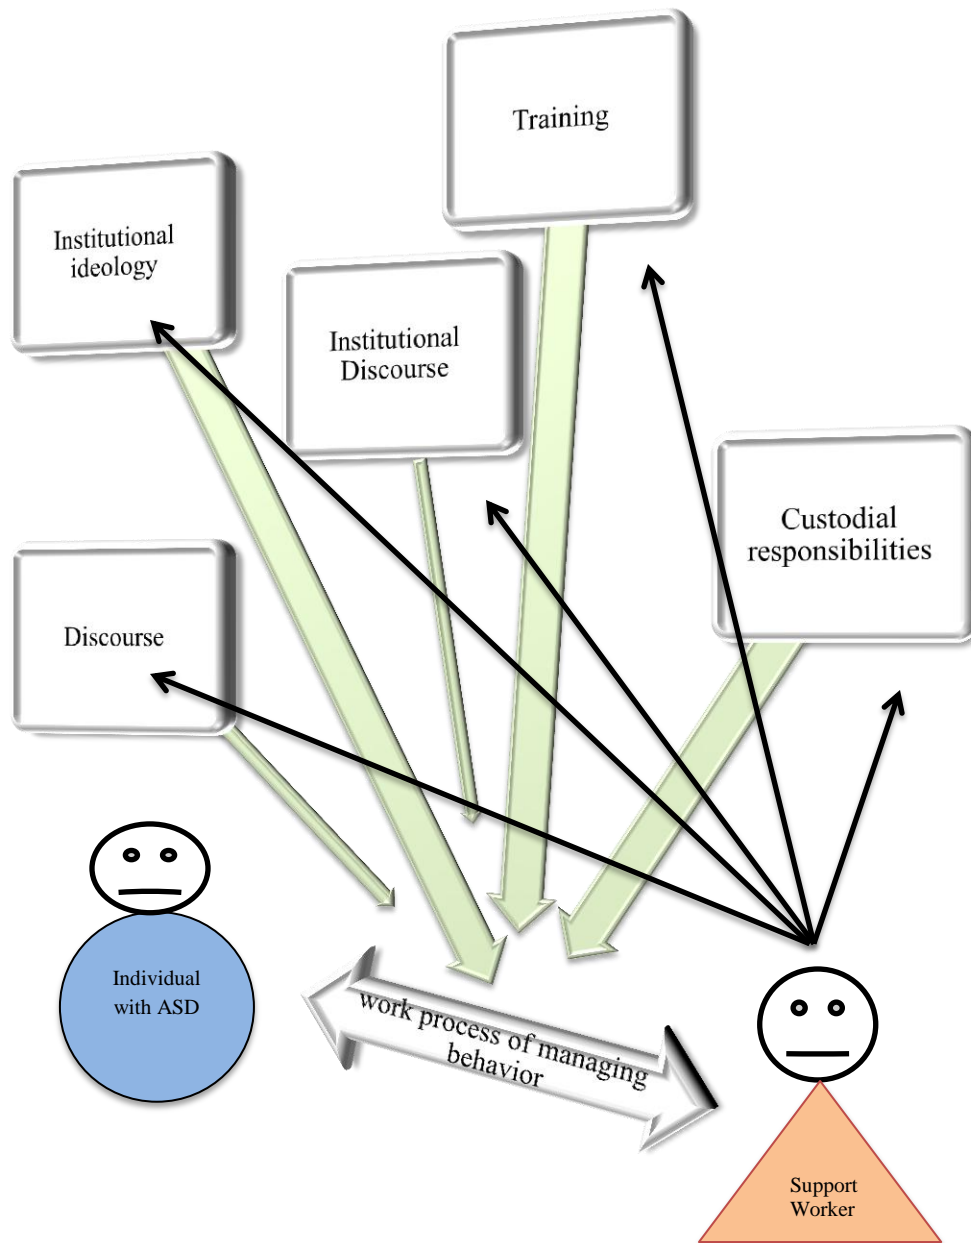 Training
Institutional
ideology
Institutional
Discourse
Custodial
responsibilities
Discourse
Individual
with ASD
work process of managing
behavior
Support
Worker